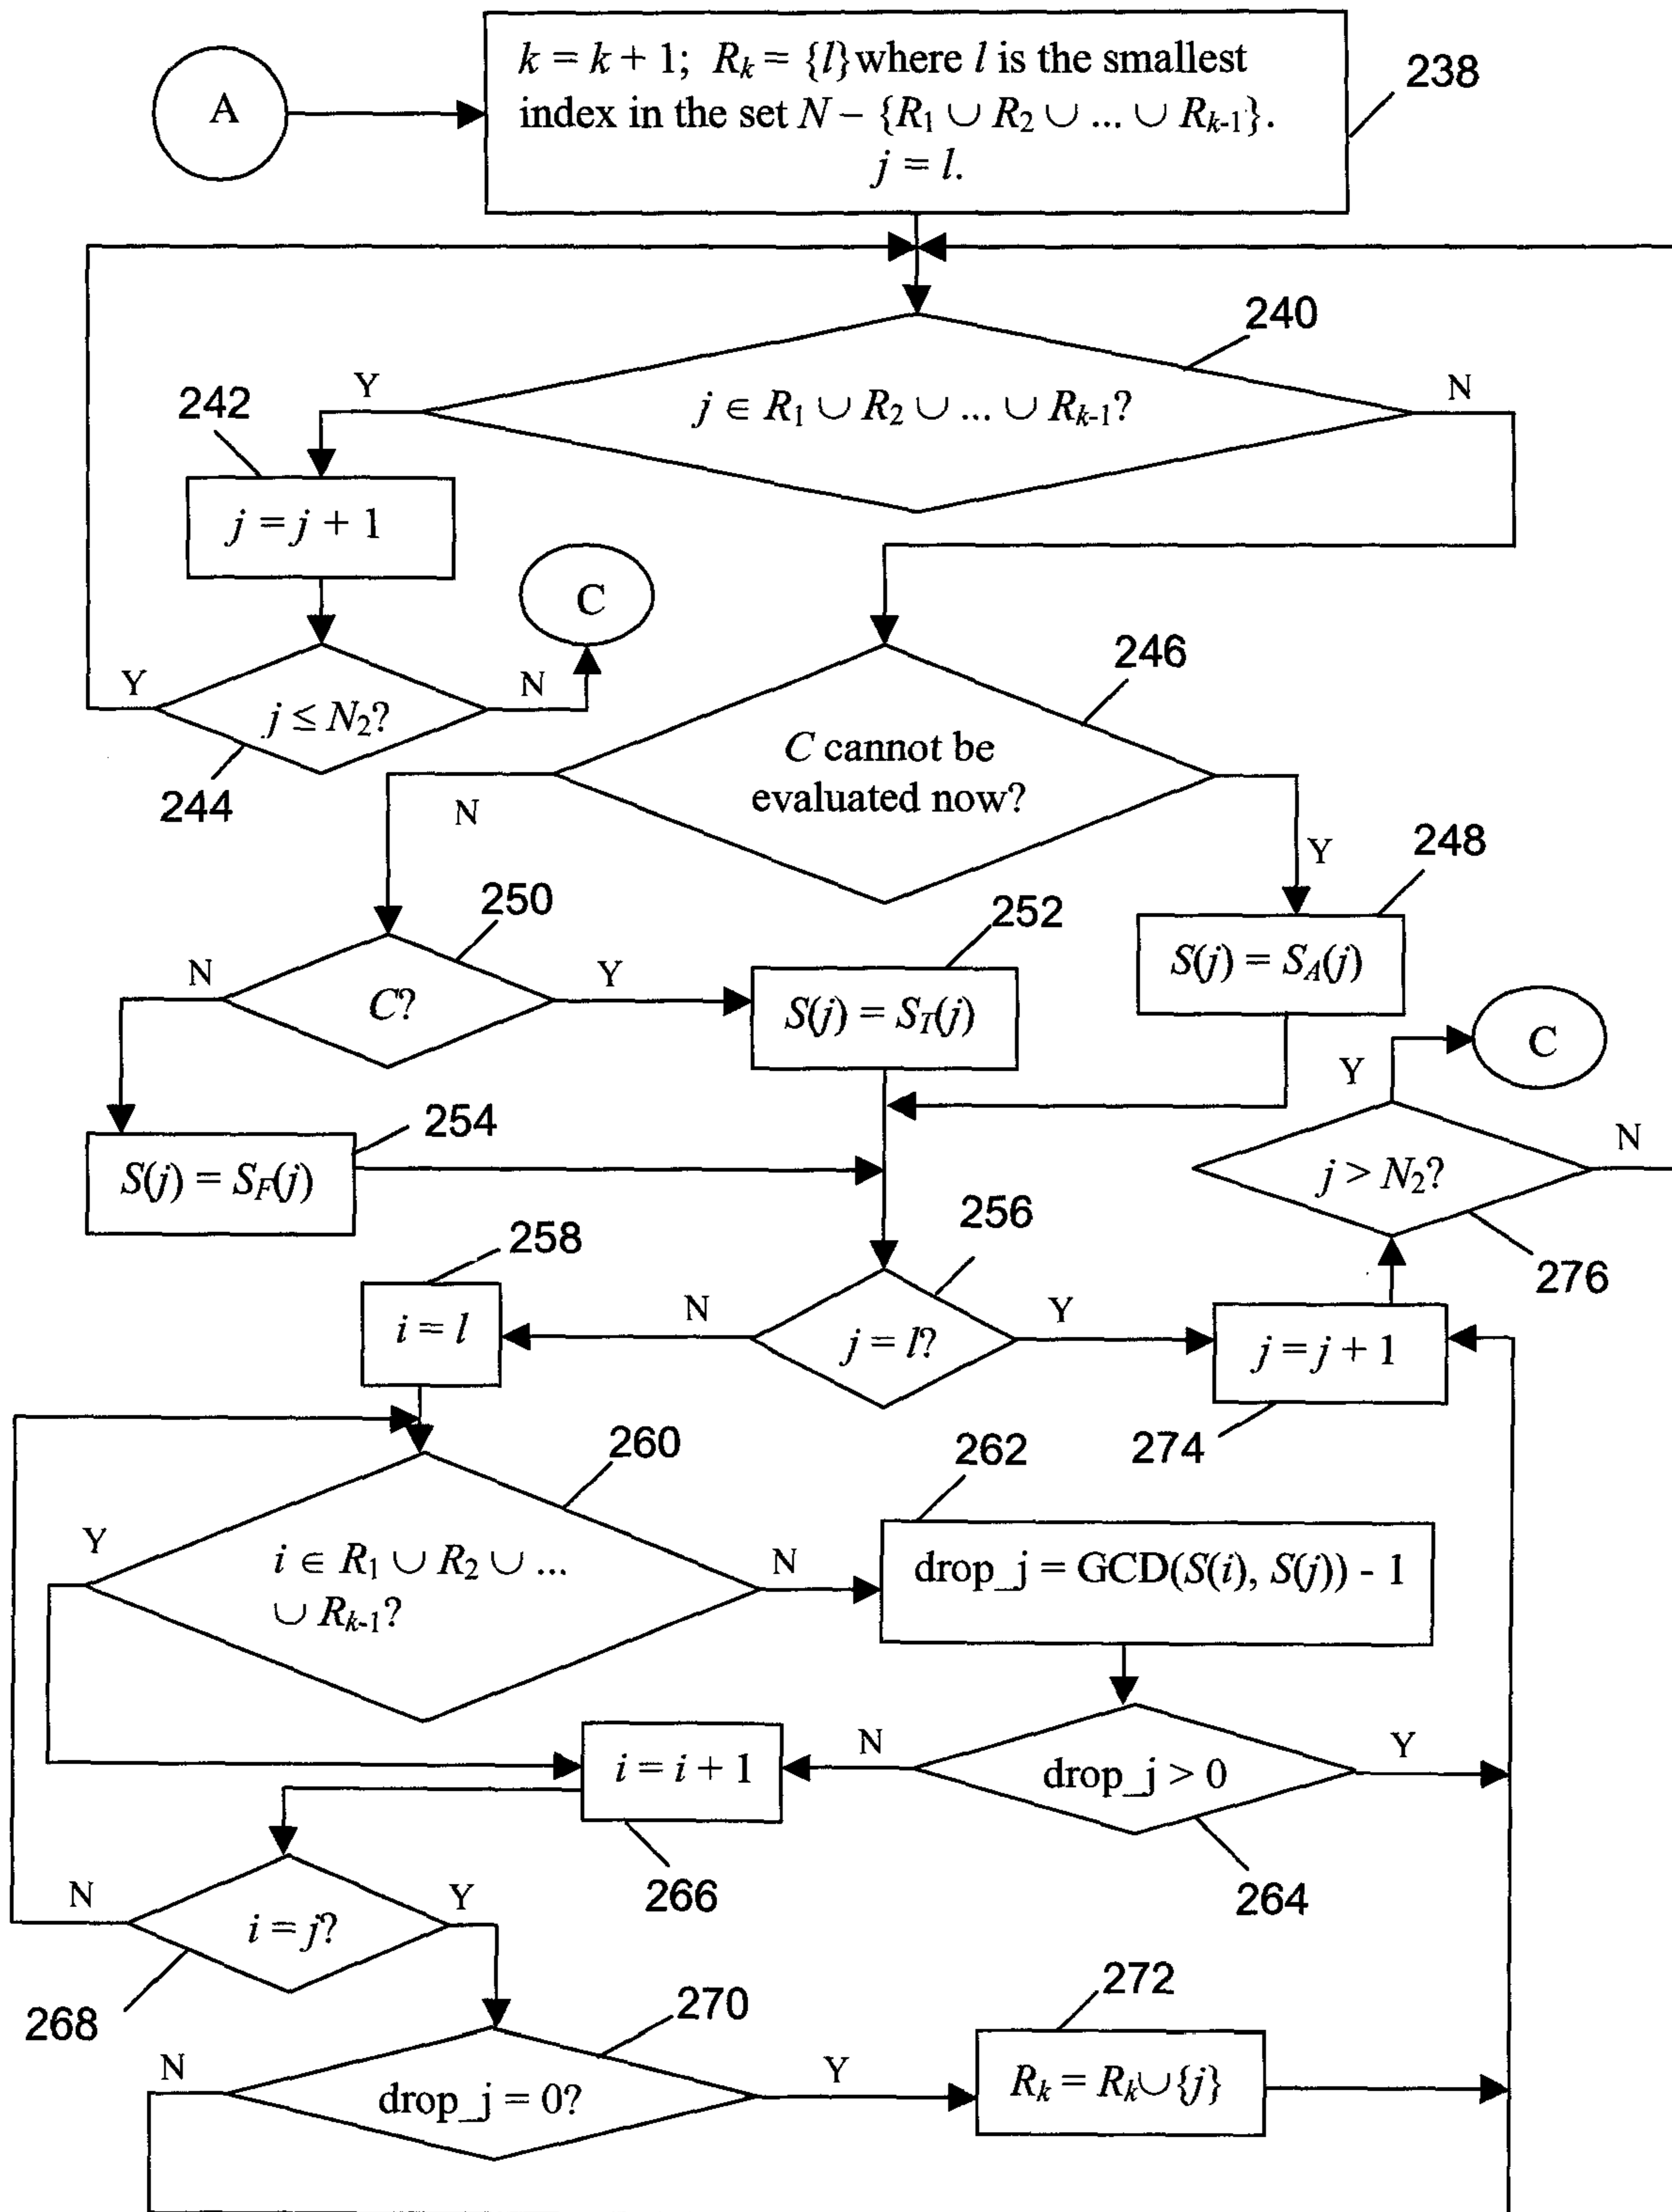 A
k = k + 1; Rₖ = {l}where l is the smallest
index in the set N – {R₁ ∪ R₂ ∪ ... ∪ Rₖ₋₁}.
j = l.
238
240
Y
N
j ∈ R₁ ∪ R₂ ∪ ... ∪ Rₖ₋₁?
242
j = j + 1
C
246
Y
N
j ≤ N₂?
244
C cannot be
evaluated now?
N
Y
248
250
252
N
Y
C?
S(j) = S_T(j)
S(j) = S_A(j)
C
Y
254
S(j) = S_F(j)
N
j > N₂?
276
256
258
i = l
N
Y
j = l?
j = j + 1
274
260
262
Y
i ∈ R₁ ∪ R₂ ∪ ...
∪ Rₖ₋₁?
N
drop_j = GCD(S(i), S(j)) - 1
i = i + 1
N
Y
drop_j > 0
264
266
N
Y
i = j?
268
270
272
N
Y
drop_j = 0?
Rₖ = Rₖ∪{j}